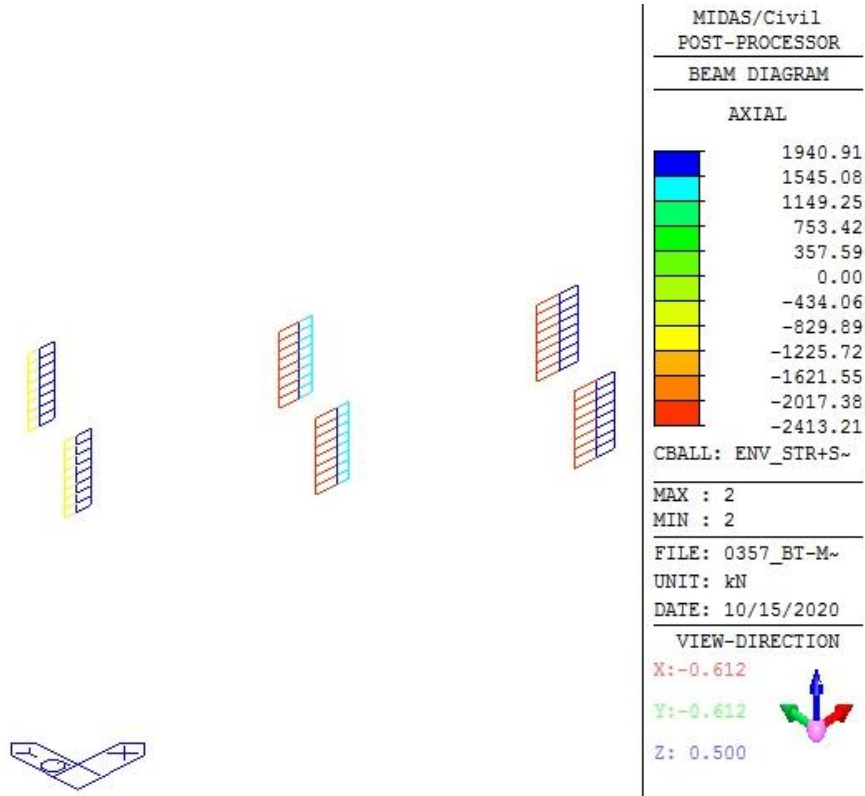 MIDAS/Civil
POST-PROCESSOR
BEAM DIAGRAM
AXIAL
1940.91
1545.08
1149.25
753.42
357.59
0.00
-434.06
-829.89
-1225.72
-1621.55
-2017.38
-2413.21
CBALL: ENV_STR+S~
MAX : 2
MIN : 2
FILE: 0357_BT-M~
UNIT: kN
DATE: 10/15/2020
VIEW-DIRECTION
X:-0.612
Y:-0.612
Z: 0.500
Y X